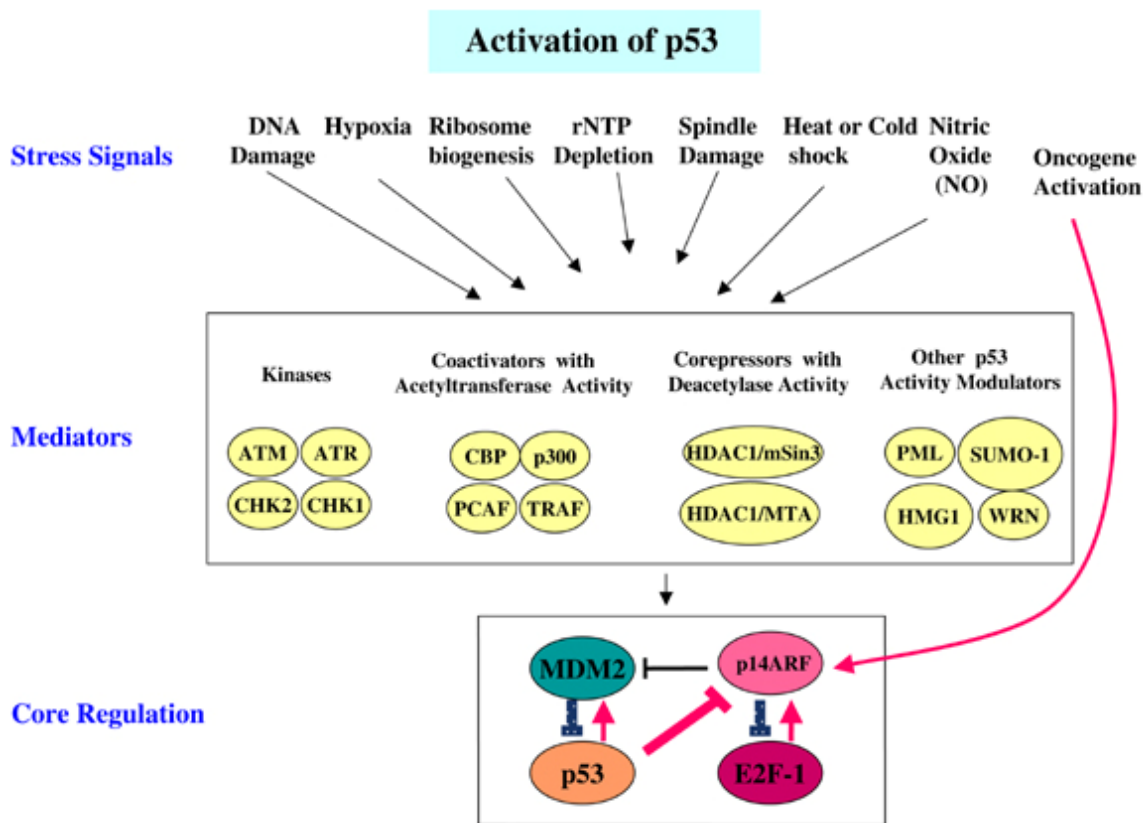 Activation of p53
Stress Signals
DNA
Damage
Hypoxia
Ribosome
biogenesis
rNTP
Depletion
Spindle
Damage
Heat or Cold
shock
Nitric
Oxide
(NO)
Oncogene
Activation
Mediators
Kinases
ATM
ATR
CHK2
CHK1
Coactivators with
Acetyltransferase Activity
CBP
p300
PCAF
TRAF
Corepressors with
Deacetylase Activity
HDAC1/mSin3
HDAC1/MTA
Other p53
Activity Modulators
PML
SUMO-1
HMG1
WRN
Core Regulation
MDM2
p14ARF
p53
E2F-1